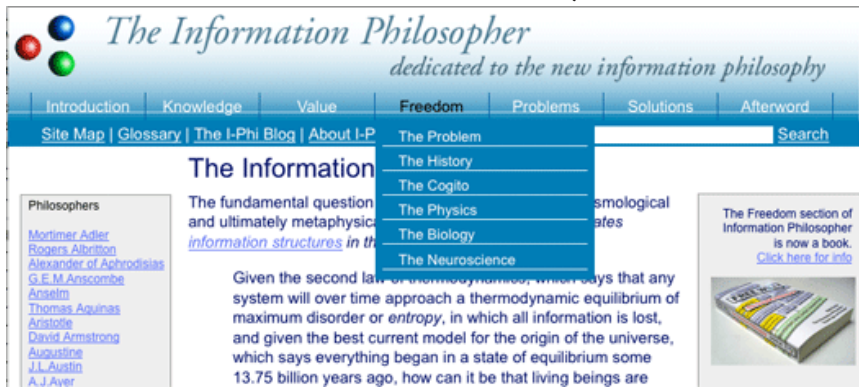 The Information Philosopher
dedicated to the new information philosophy
Introduction Knowledge Value Freedom Problems Solutions Afterword
Site Map | Glossary | The I-Phi Blog | About I-P Search
The Problem
The History
The Cogito
The Physics
The Biology
The Neuroscience
The Information
The fundamental question smological
and ultimately metaphysica ates
information structures in th
Given the second law of thermodynamics, which says that any
system will over time approach a thermodynamic equilibrium of
maximum disorder or entropy, in which all information is lost,
and given the best current model for the origin of the universe,
which says everything began in a state of equilibrium some
13.75 billion years ago, how can it be that living beings are
Philosophers
Mortimer Adler
Rogers Albritton
Alexander of Aphrodisias
G.E.M.Anscombe
Anselm
Thomas Aquinas
Aristotle
David Armstrong
Augustine
J.L.Austin
A.J.Ayer
The Freedom section of
Information Philosopher
is now a book.
Click here for info